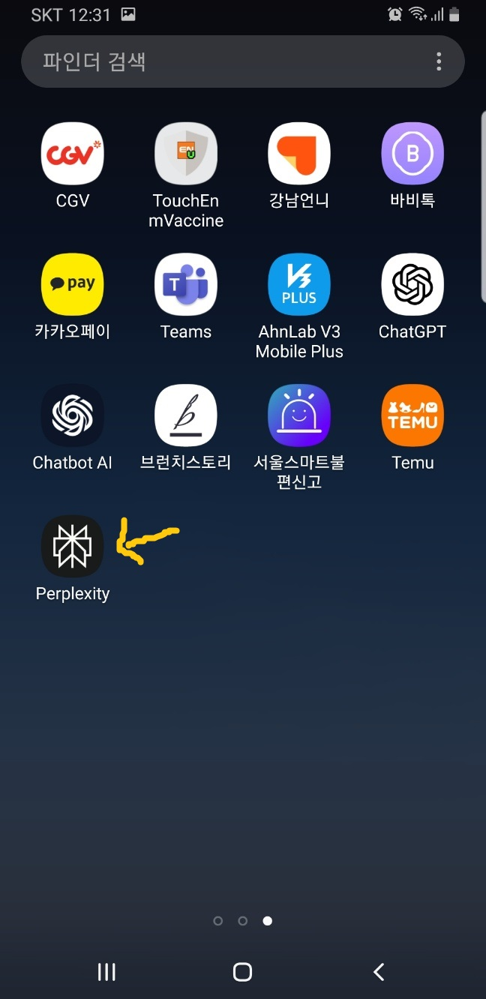 SKT 12:31
파인더 검색
CGV
EN
U
B
CGV
TouchEn
mVaccine
강남언니
바비톡
pay
T
V3
PLUS
카카오페이
Teams
AhnLab V3
Mobile Plus
ChatGPT
b
TEMU
Chatbot AI
브런치스토리
서울스마트불
편신고
Temu
Perplexity